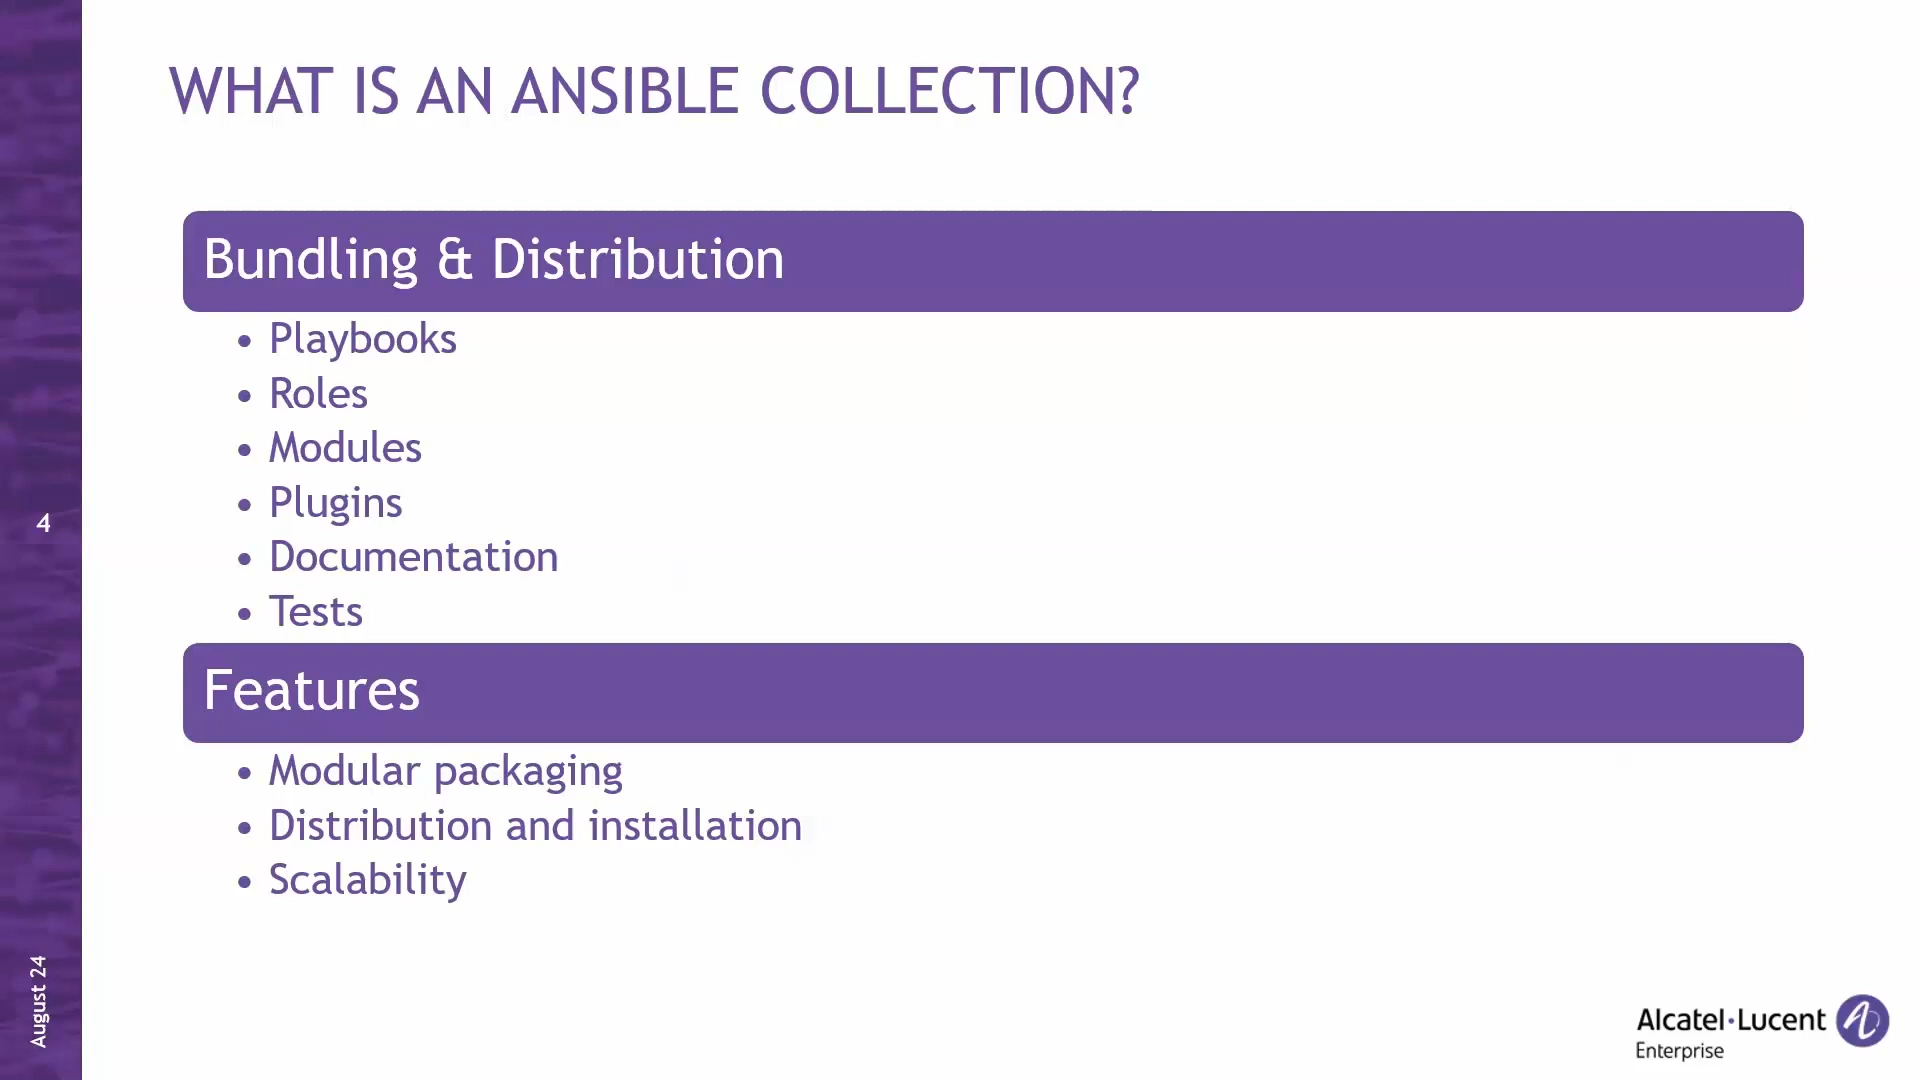 WHAT IS AN ANSIBLE COLLECTION?
Bundling & Distribution
• Playbooks
• Roles
• Modules
• Plugins
• Documentation
• Tests
Features
• Modular packaging
• Distribution and installation
• Scalability
4
August 24
Alcatel·Lucent
Enterprise